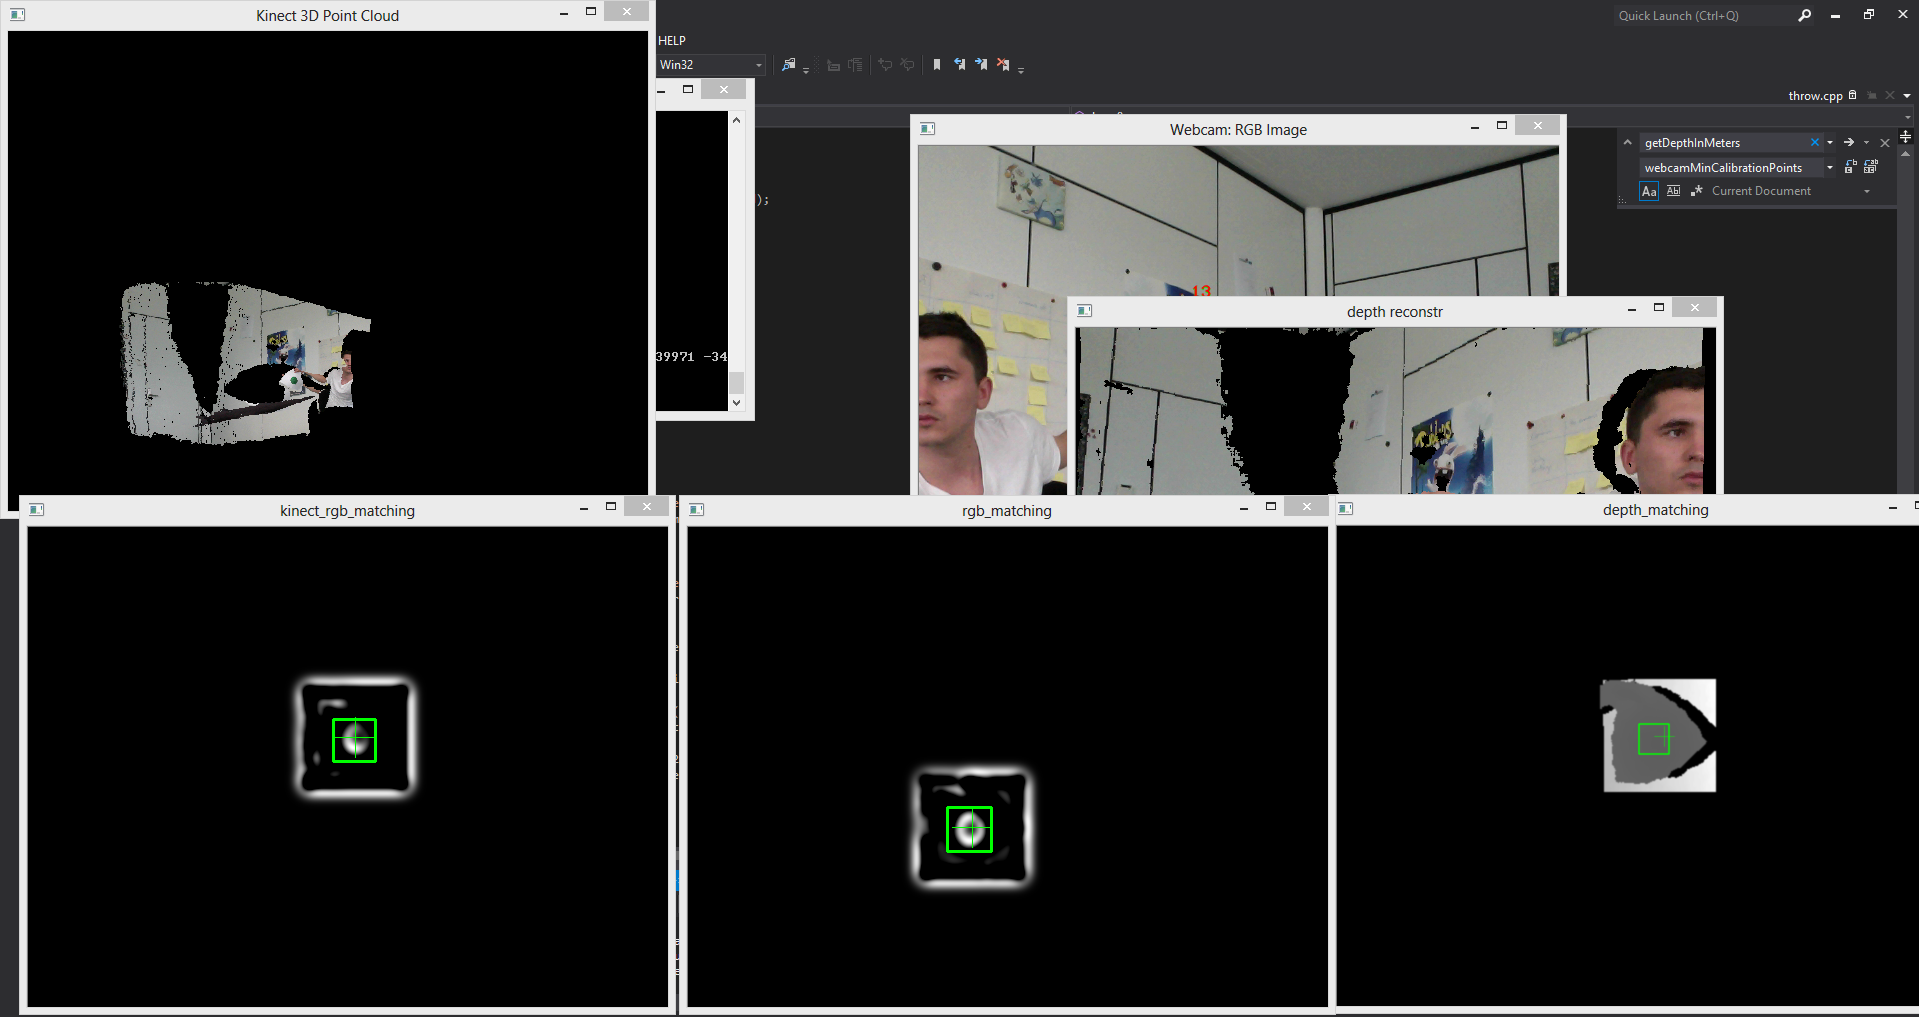 Kinect 3D Point Cloud
Quick Launch (Ctrl+Q)
HELP
Win32
throw.cpp
Webcam: RGB Image
getDepthInMeters
webcamMinCalibrationPoints
Aa
Ab
Current Document
);
13
depth reconstr
39971 -34
kinect_rgb_matching
rgb_matching
depth_matching